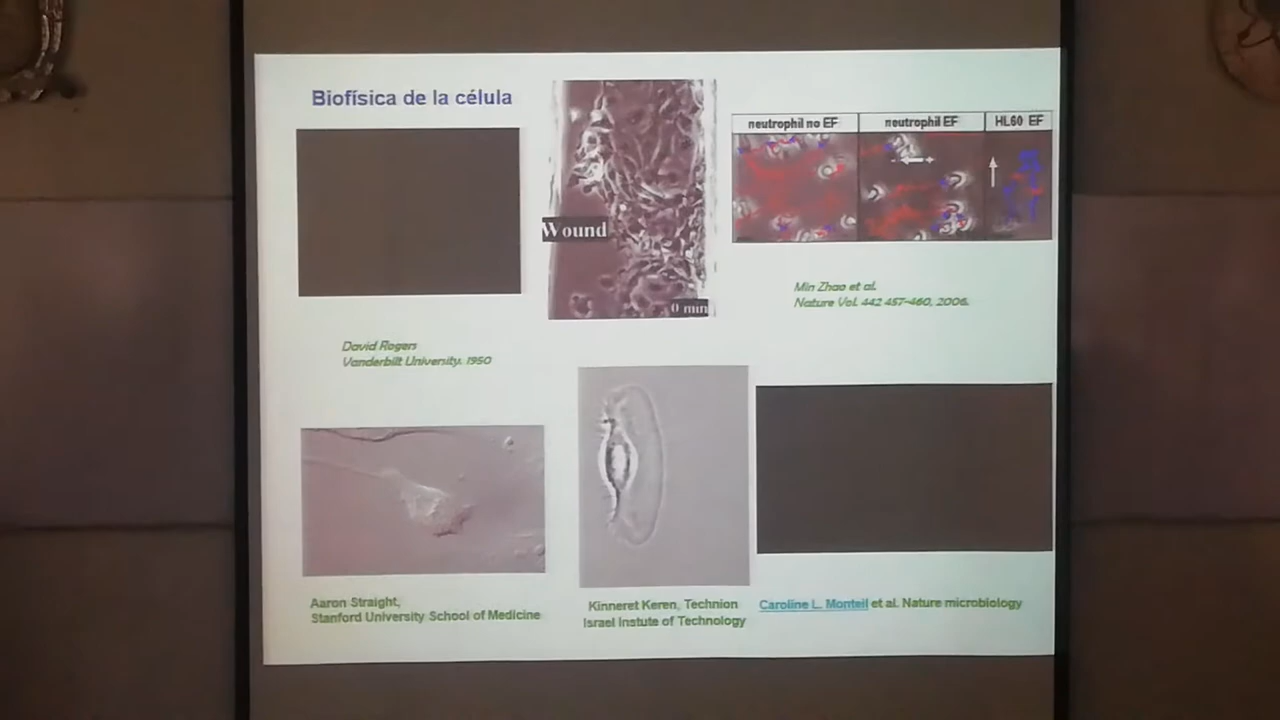 Biofísica de la célula
Wound
0 min
neutrophil no EF
neutrophil EF
HL60 EF
Min Zhao et al.
Nature Vol. 442 457-460, 2006.
David Rogers
Vanderbilt University. 1950
Aaron Straight,
Stanford University School of Medicine
Kinneret Keren, Technion
Israel Instute of Technology
Caroline L. Monteil et al. Nature microbiology